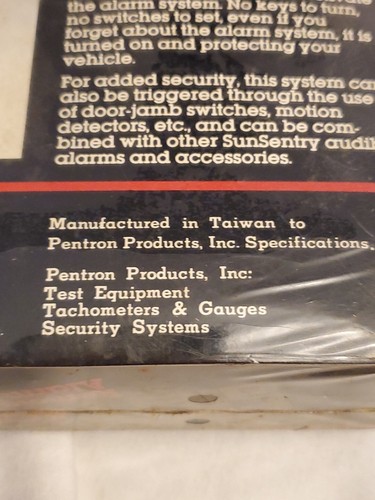 the alarm system. No keys to turn,
no switches to set, even if you
forget about the alarm system, it is
turned on and protecting your
vehicle.
For added security, this system can
also be triggered through the use
of door-jamb switches, motion
detectors, etc., and can be com-
bined with other SunSentry audi
alarms and accessories.
Manufactured in Taiwan to
Pentron Products, Inc. Specifications.
Pentron Products, Inc:
Test Equipment
Tachometers & Gauges
Security Systems